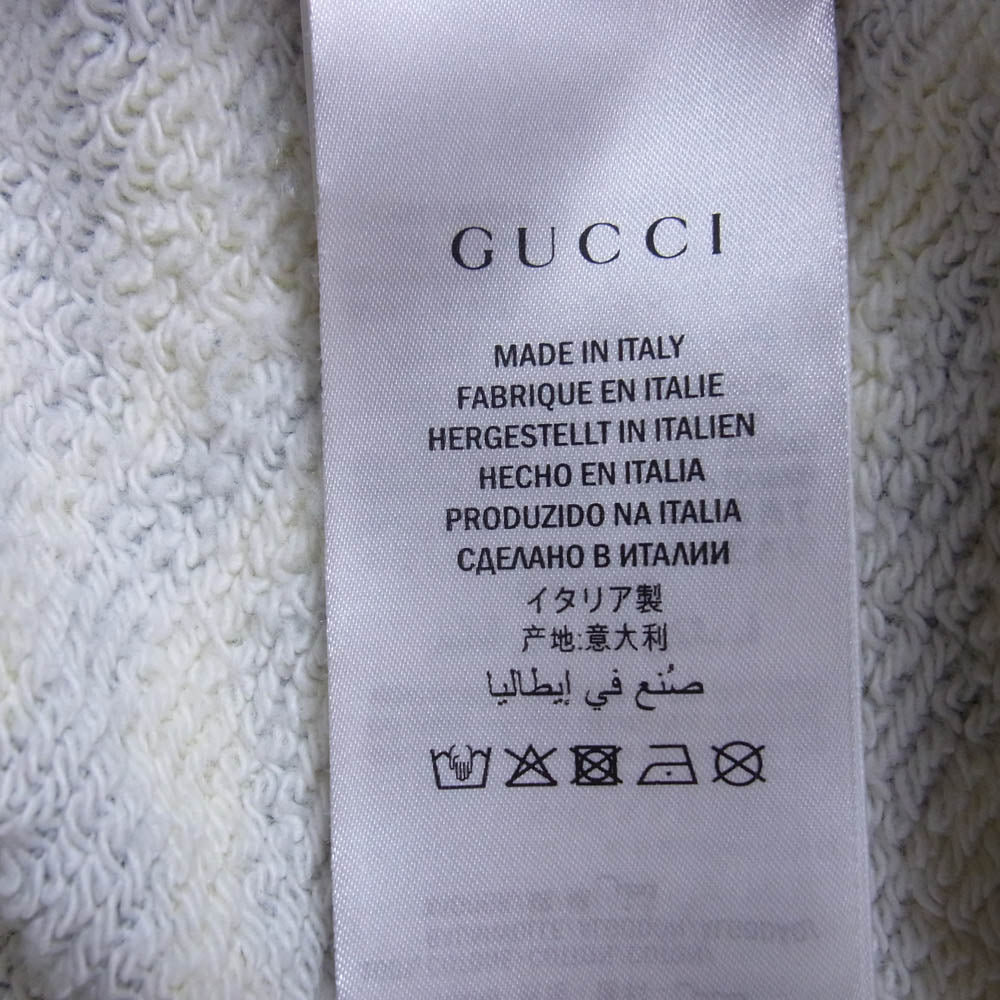 GUCCI
MADE IN ITALY
FABRIQUE EN ITALIE
HERGESTELLT IN ITALIEN
HECHO EN ITALIA
PRODUZIDO NA ITALIA
СДЕЛАНО В ИТАЛИИ
イタリア製
产地:意大利
صُنع في إيطاليا